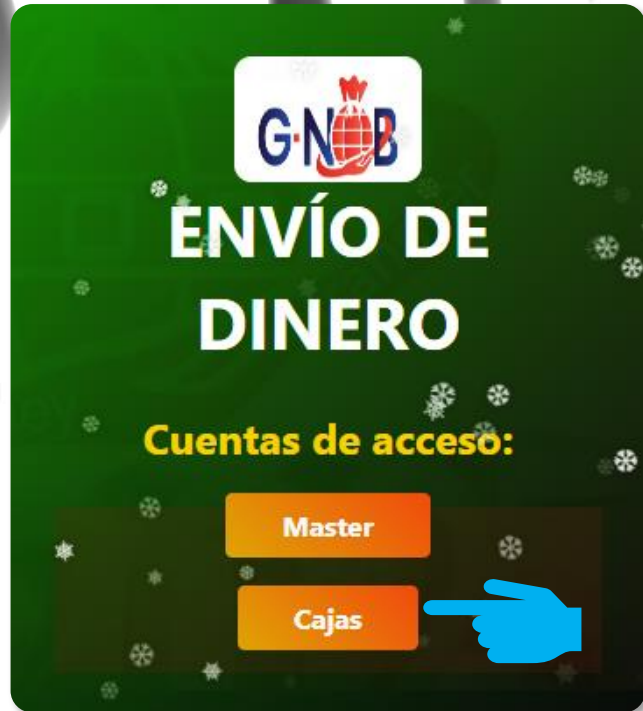 G·NOB
ENVÍO DE
DINERO
Cuentas de acceso:
Master
Cajas